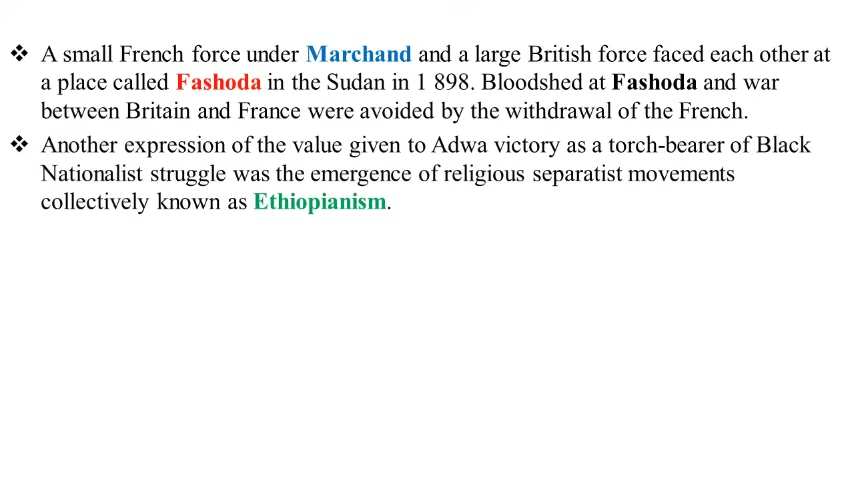 ❖ A small French force under Marchand and a large British force faced each other at
a place called Fashoda in the Sudan in 1 898. Bloodshed at Fashoda and war
between Britain and France were avoided by the withdrawal of the French.
❖ Another expression of the value given to Adwa victory as a torch-bearer of Black
Nationalist struggle was the emergence of religious separatist movements
collectively known as Ethiopianism.